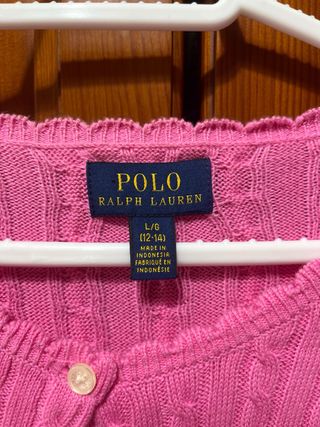 POLO
RALPH LAUREN
L/G
(12-14)
MADE IN
INDONESIA
FABRIQUÉ EN
INDONÉSIE